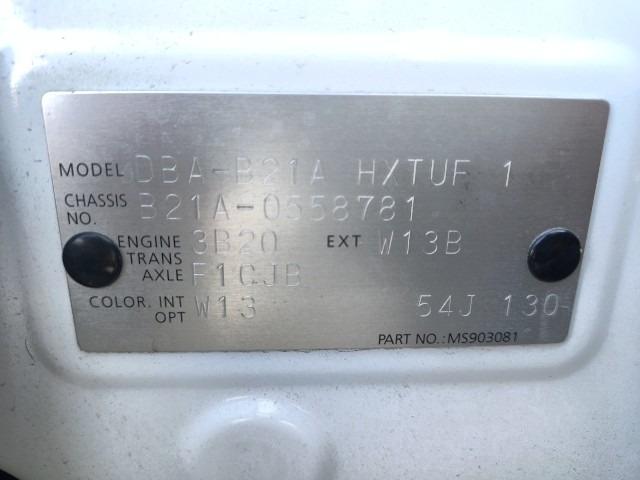 MODEL DBA-B21A HXTUF 1
CHASSIS NO. B21A-0558781
ENGINE 3B20 EXT W13B
TRANS AXLE F1CJB
COLOR. INT OPT W13 54J 130
PART NO.: MS903081